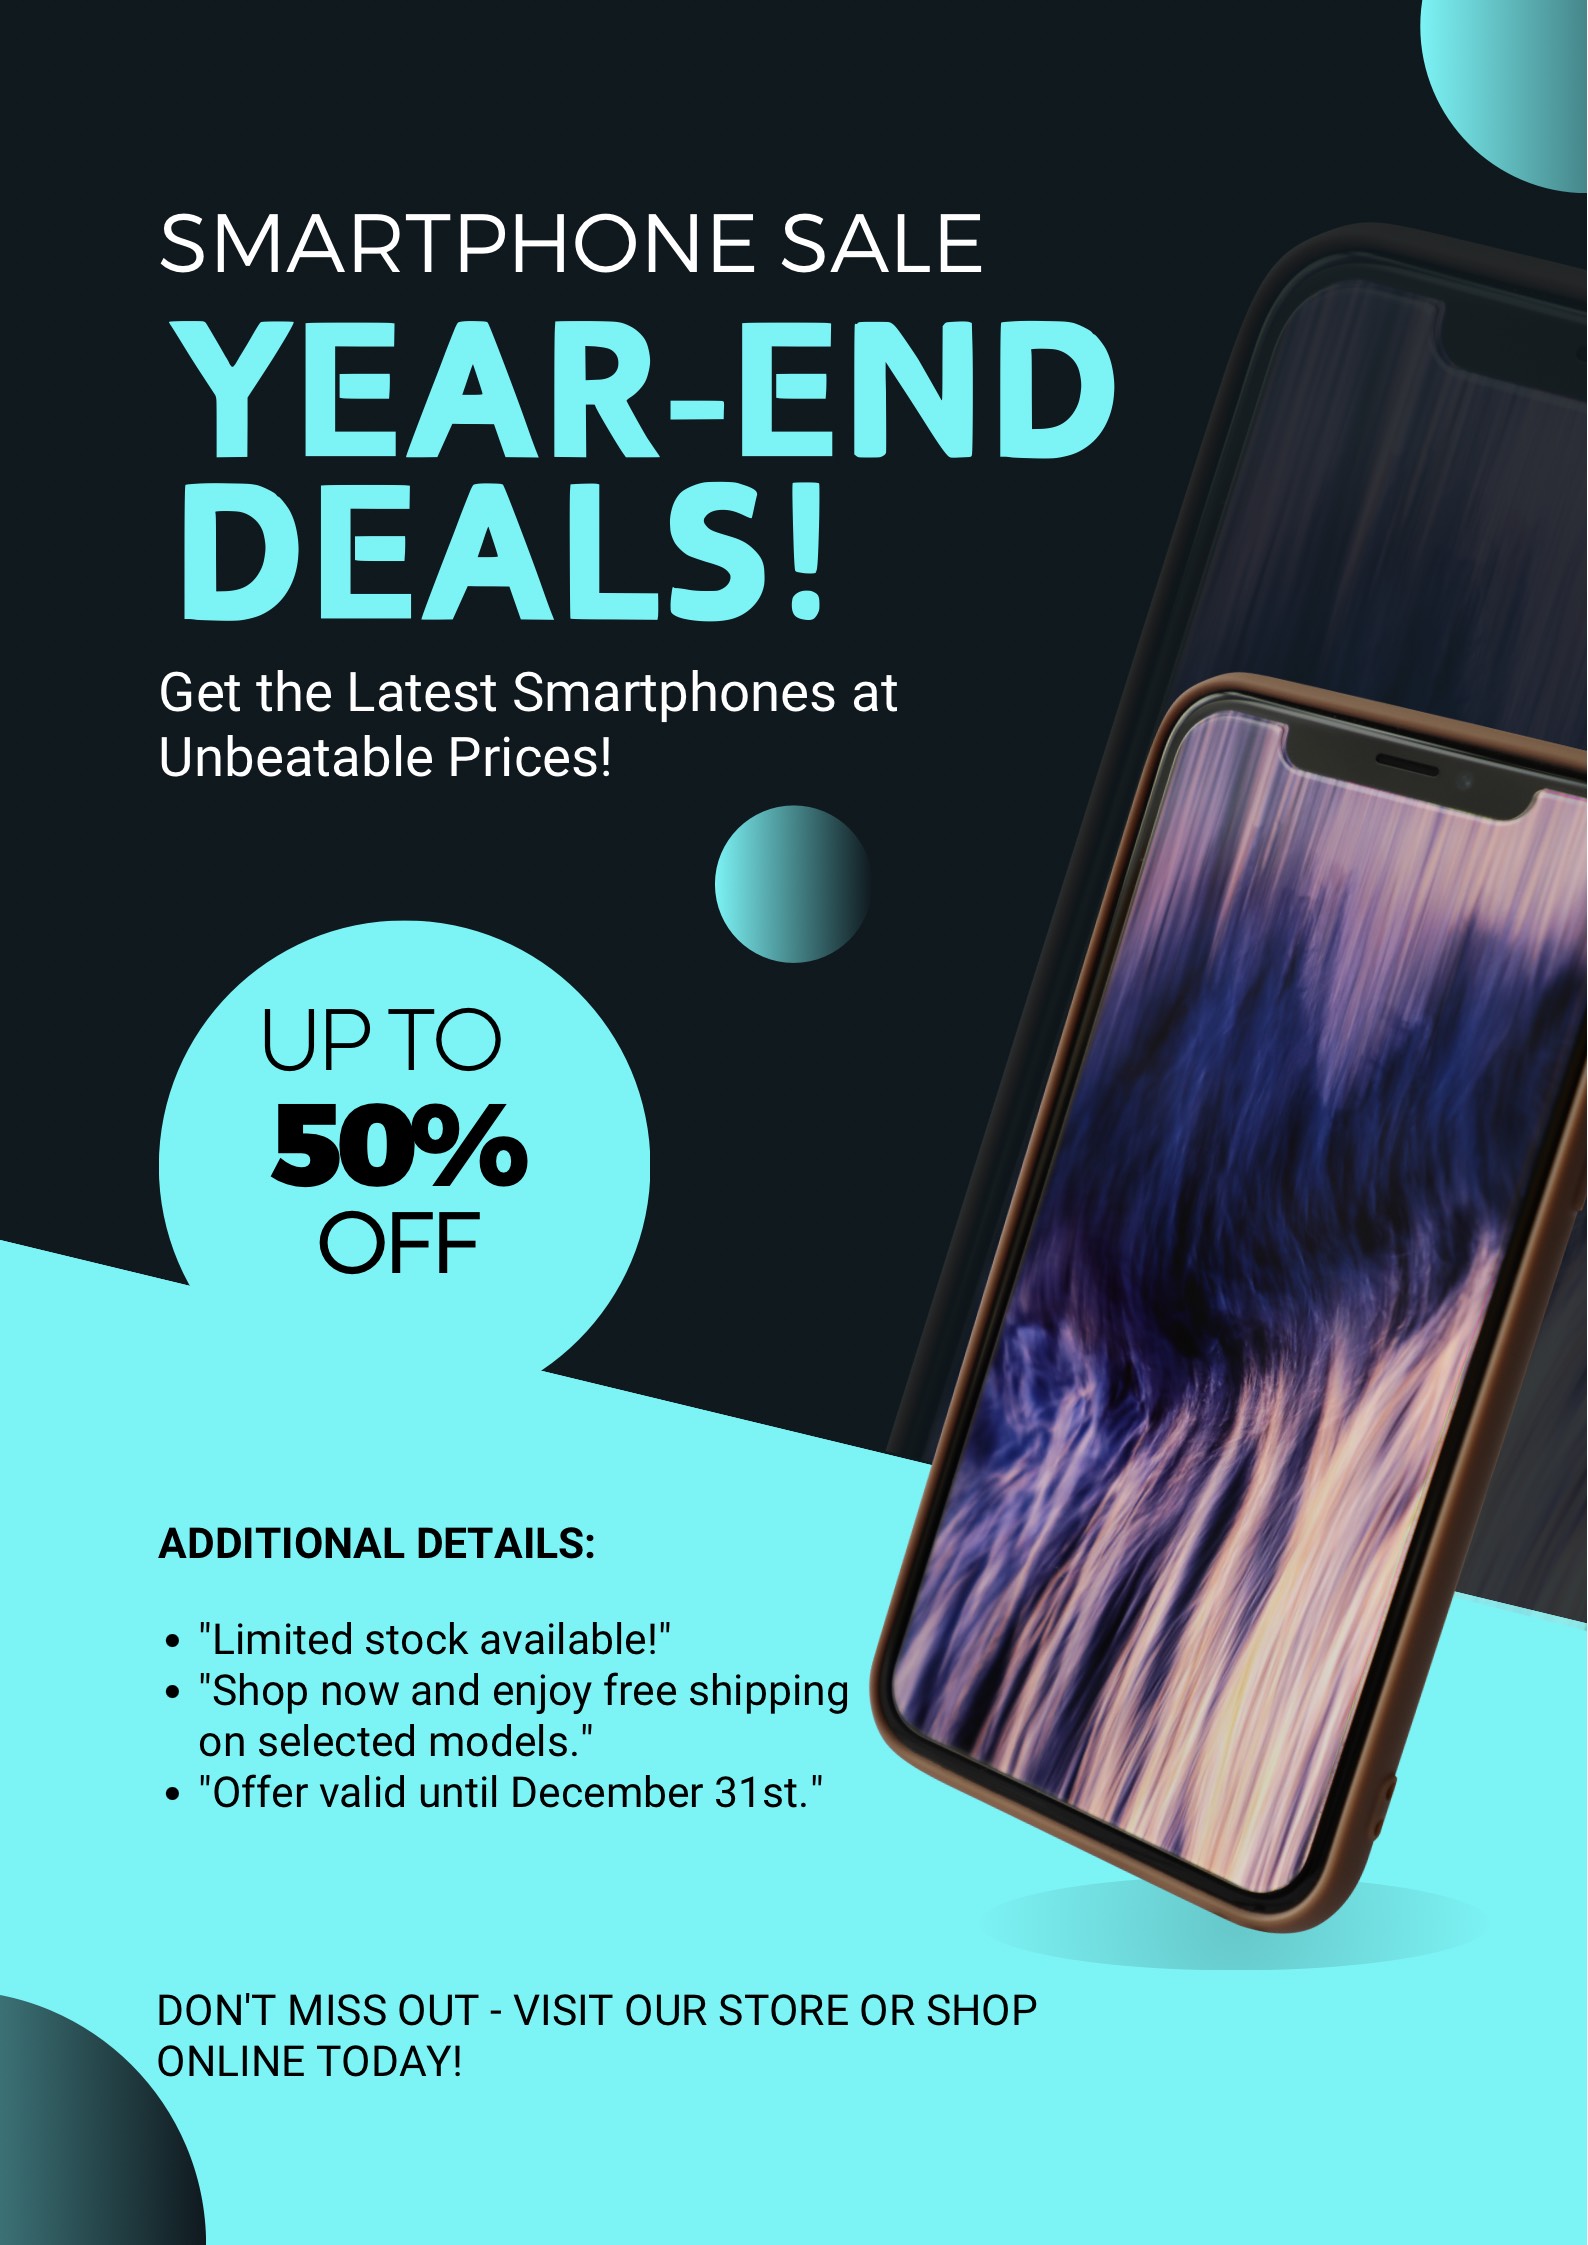 SMARTPHONE SALE
YEAR-END
DEALS!
Get the Latest Smartphones at
Unbeatable Prices!
UP TO
50%
OFF
ADDITIONAL DETAILS:
• "Limited stock available!"
• "Shop now and enjoy free shipping
on selected models."
• "Offer valid until December 31st."
DON'T MISS OUT - VISIT OUR STORE OR SHOP
ONLINE TODAY!